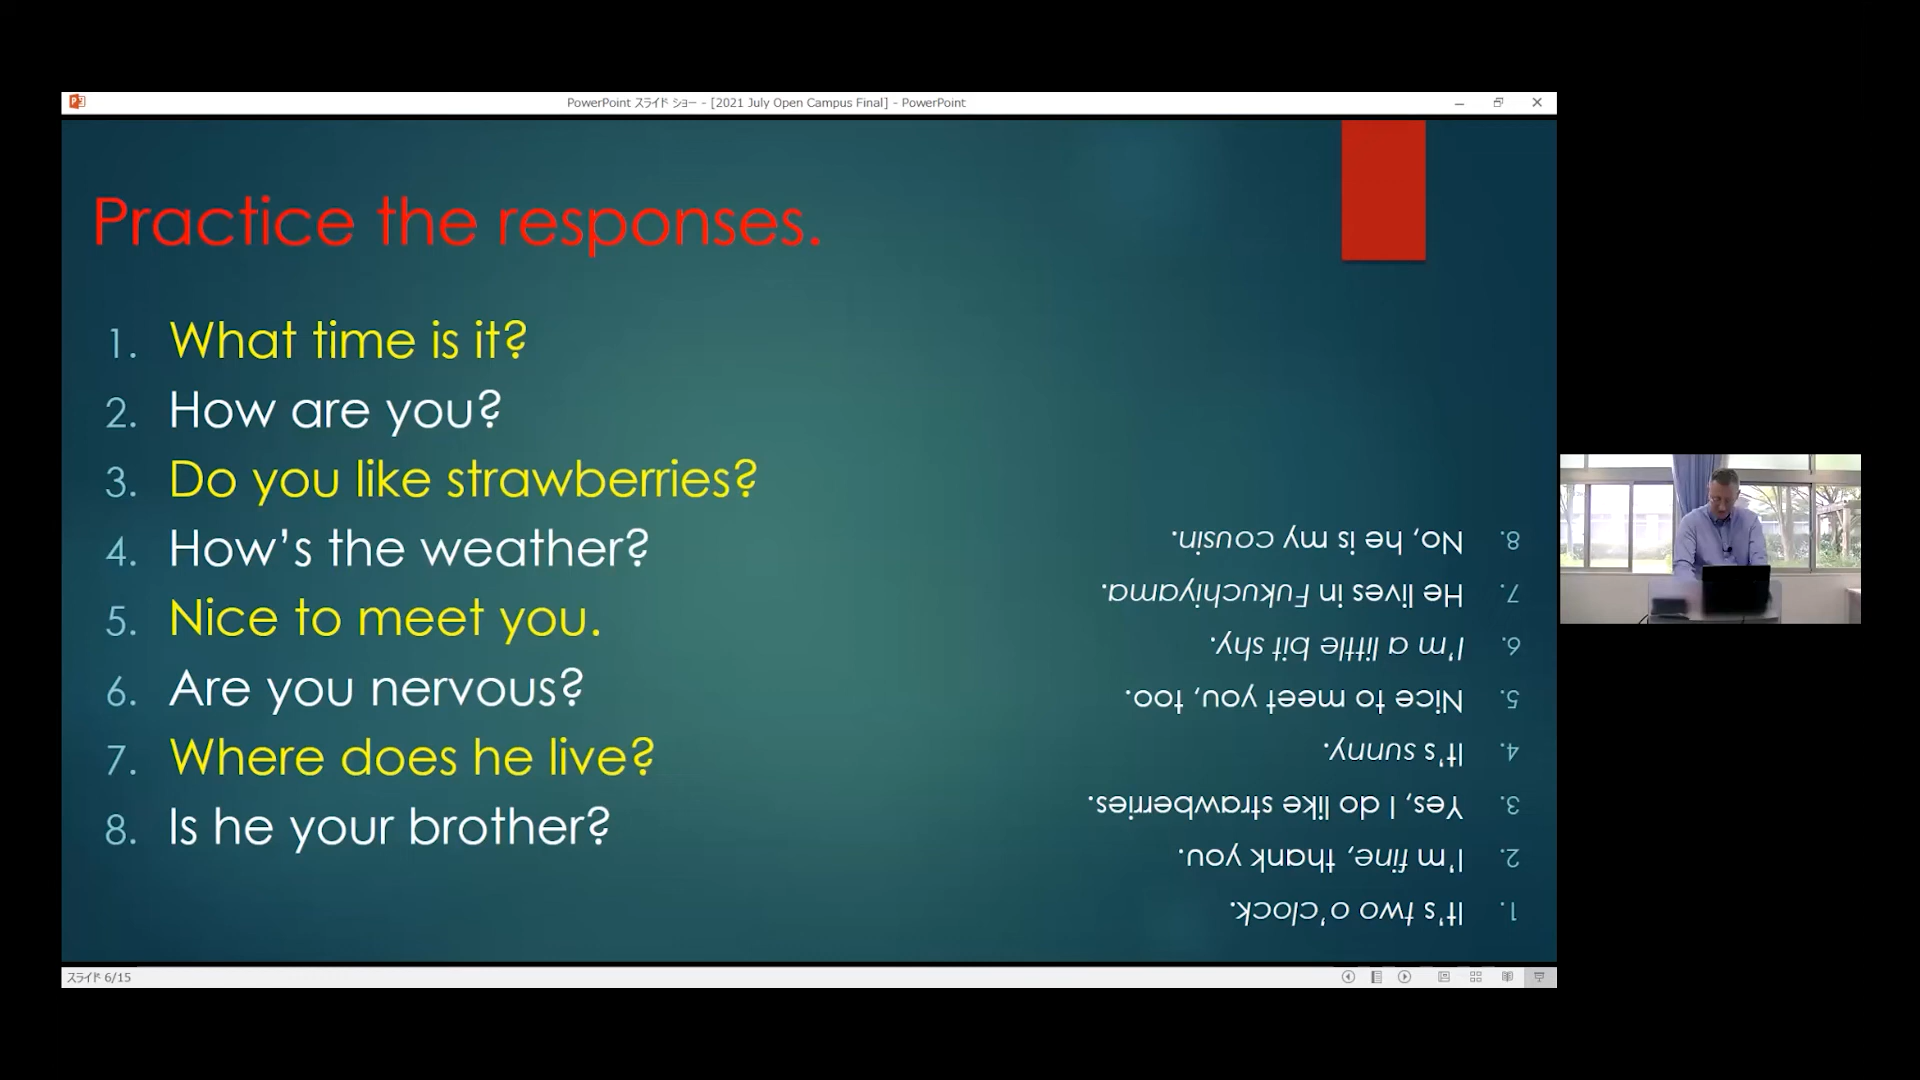 PowerPoint スライド ショー - [2021 July Open Campus Final] - PowerPoint
Practice the responses.
1. What time is it?
2. How are you?
3. Do you like strawberries?
4. How's the weather?
5. Nice to meet you.
6. Are you nervous?
7. Where does he live?
8. Is he your brother?
1. It's two o'clock.
2. I'm fine, thank you.
3. Yes, I do like strawberries.
4. It's sunny.
5. Nice to meet you, too.
6. I'm a little bit shy.
7. He lives in Fukuchiyama.
8. No, he is my cousin.
スライド 6/15